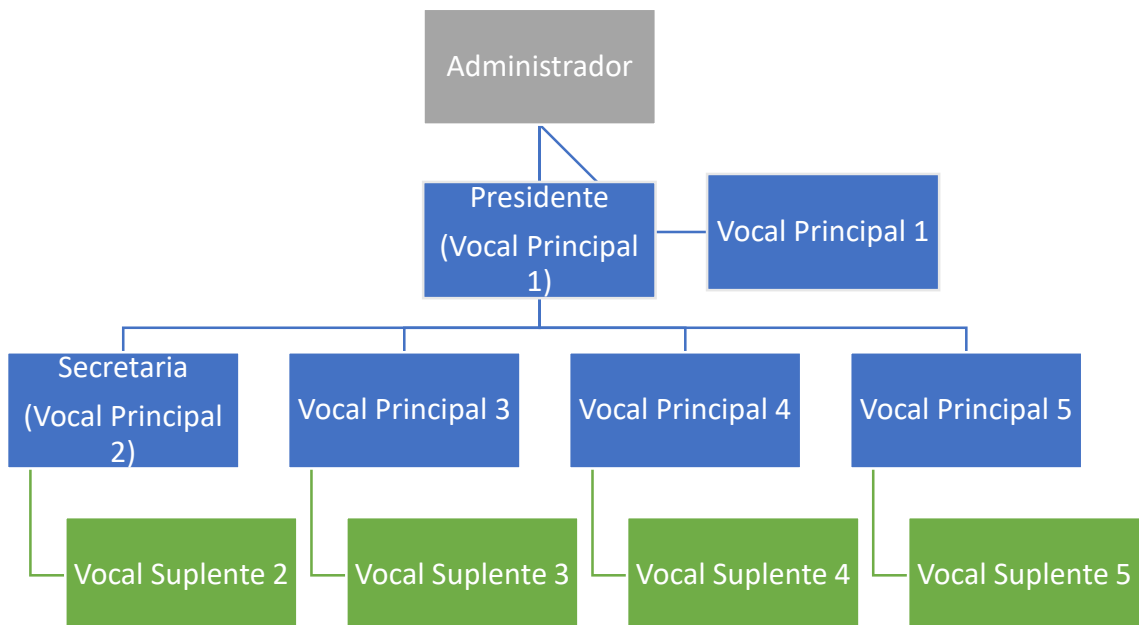 Administrador
Presidente
(Vocal Principal
1)
Vocal Principal 1
Secretaria
(Vocal Principal
2)
Vocal Principal 3
Vocal Principal 4
Vocal Principal 5
Vocal Suplente 2
Vocal Suplente 3
Vocal Suplente 4
Vocal Suplente 5